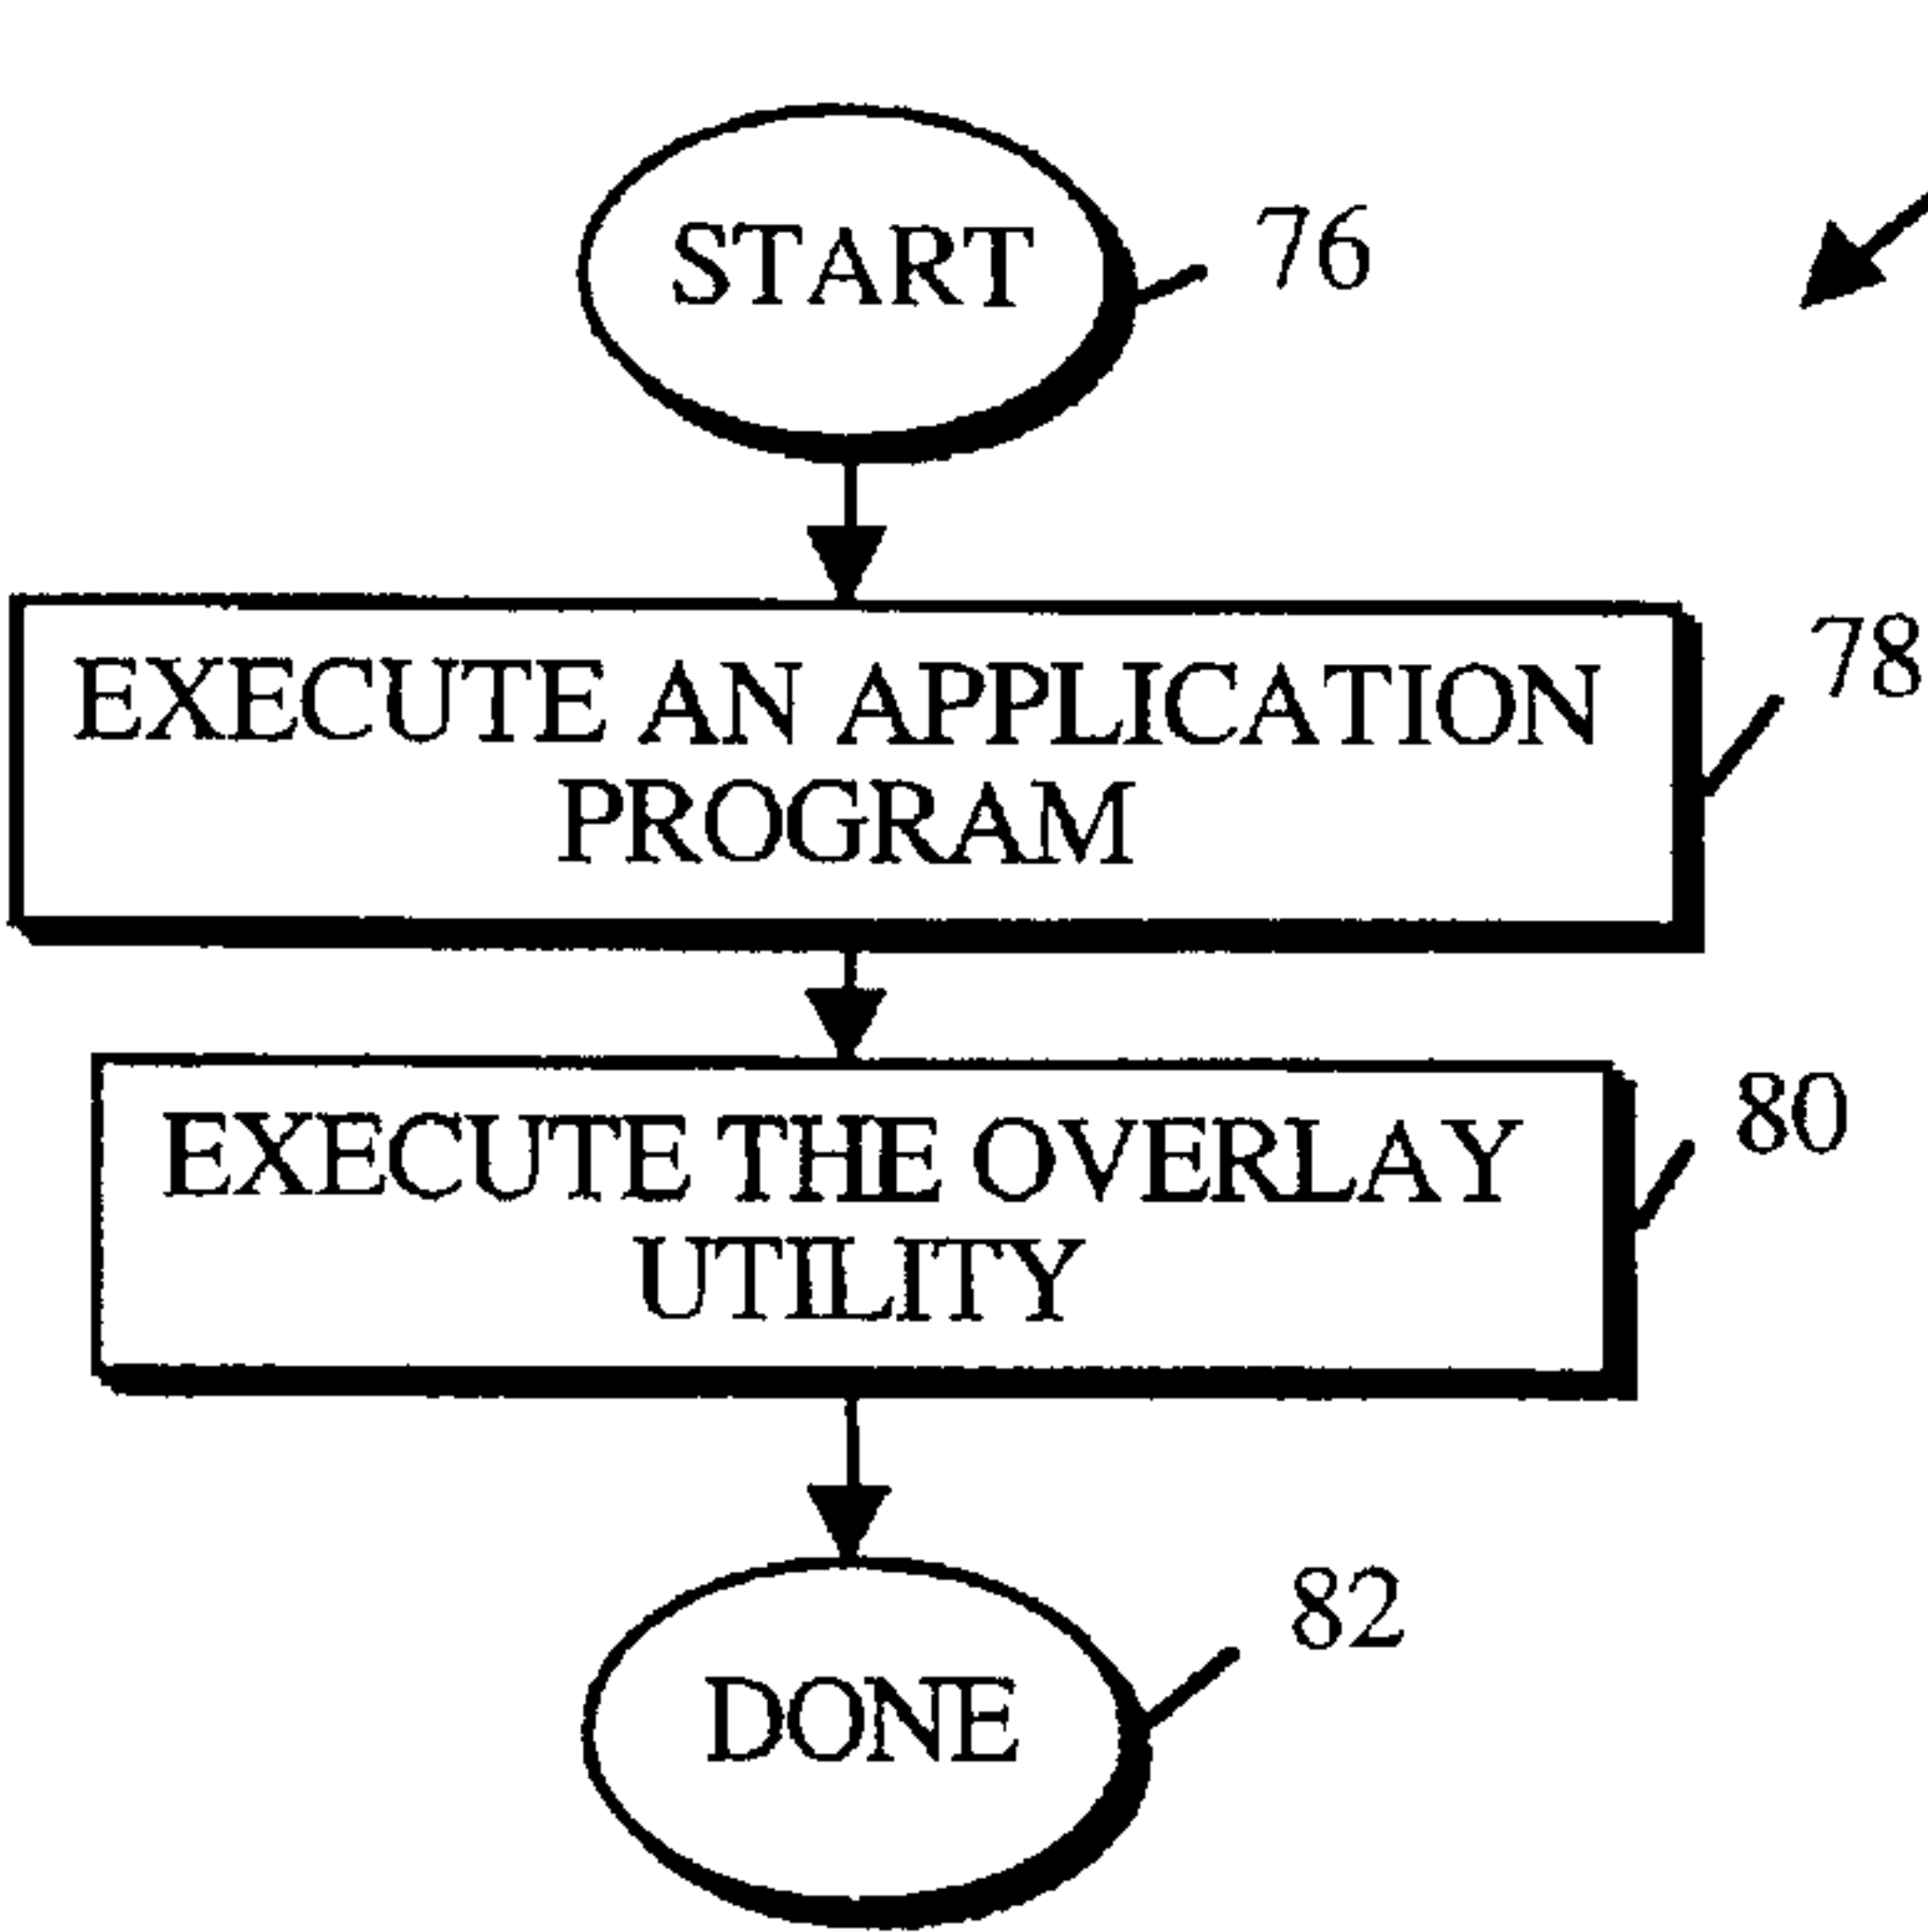 START
76
EXECUTE AN APPLICATION
PROGRAM
78
EXECUTE THE OVERLAY
UTILITY
80
DONE
82